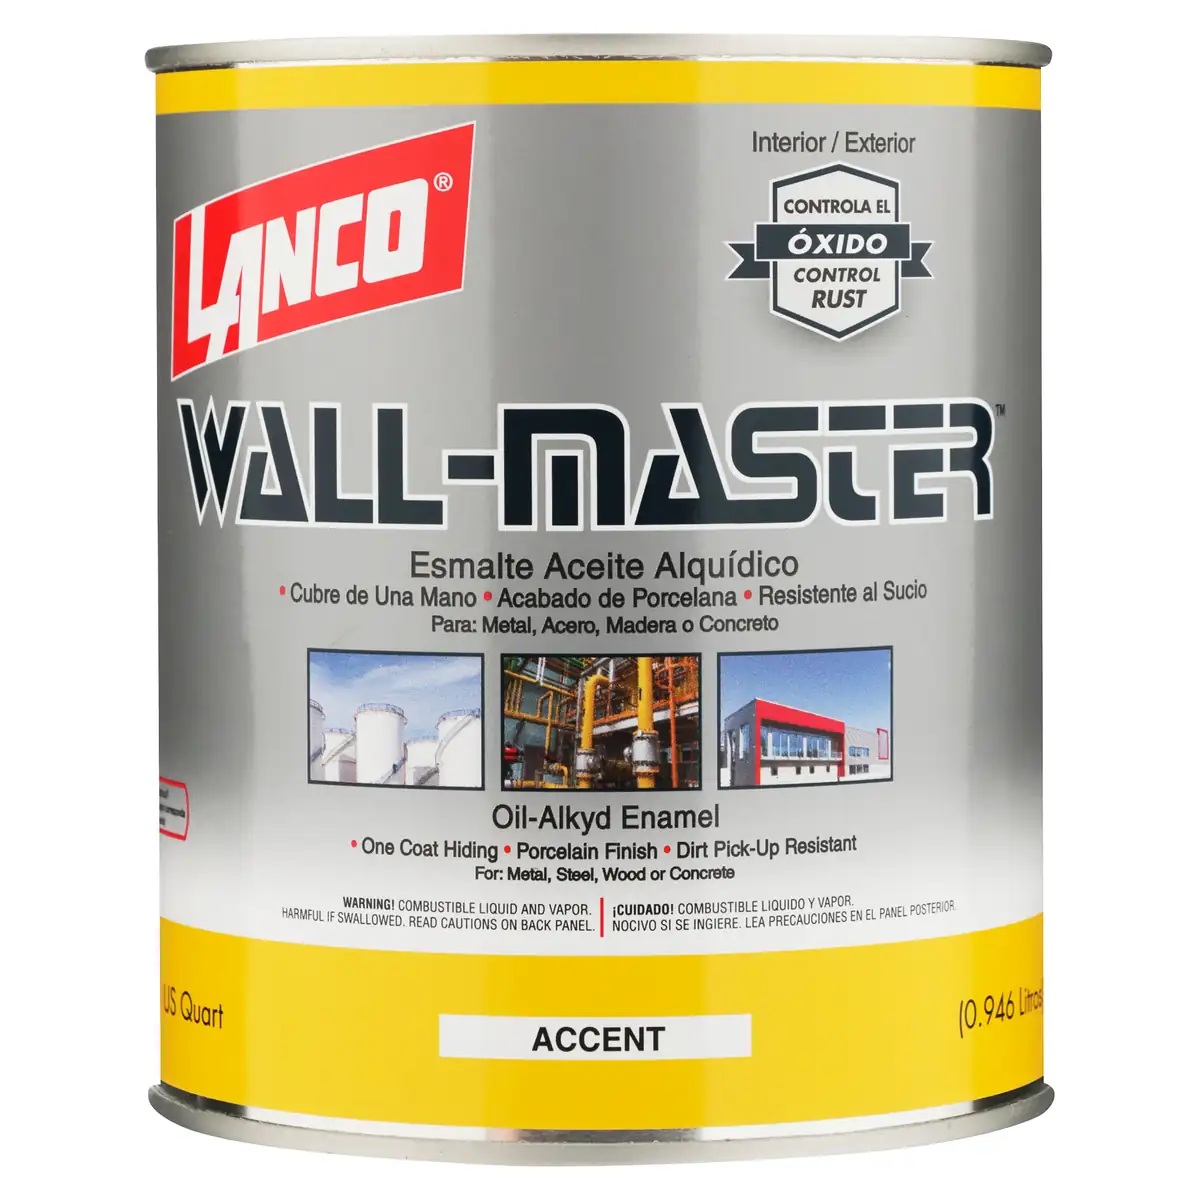 LANCO®
Interior / Exterior
CONTROLA EL
ÓXIDO
CONTROL
RUST
WALL-MASTER™
Esmalte Aceite Alquídico
• Cubre de Una Mano • Acabado de Porcelana • Resistente al Sucio
Para: Metal, Acero, Madera o Concreto
Oil-Alkyd Enamel
• One Coat Hiding • Porcelain Finish • Dirt Pick-Up Resistant
For: Metal, Steel, Wood or Concrete
WARNING! COMBUSTIBLE LIQUID AND VAPOR.
HARMFUL IF SWALLOWED. READ CAUTIONS ON BACK PANEL.
¡CUIDADO! COMBUSTIBLE LIQUIDO Y VAPOR.
NOCIVO SI SE INGIERE. LEA PRECAUCIONES EN EL PANEL POSTERIOR.
US Quart
(0.946 Litros)
ACCENT